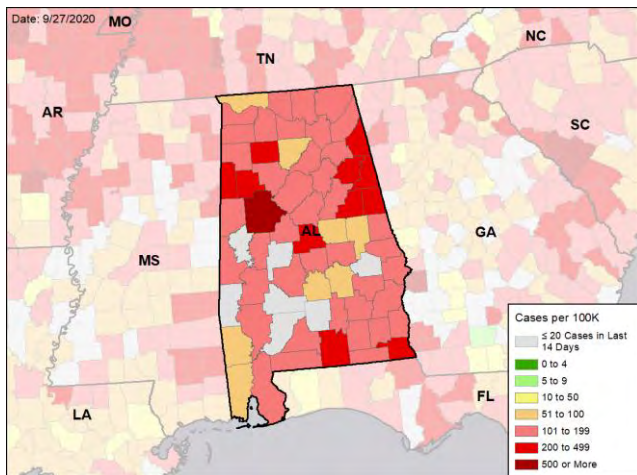 Date: 9/27/2020
MO
NC
TN
AR
SC
AL
MS
GA
LA
FL
Cases per 100K
≤ 20 Cases in Last
14 Days
0 to 4
5 to 9
10 to 50
51 to 100
101 to 199
200 to 499
500 or More